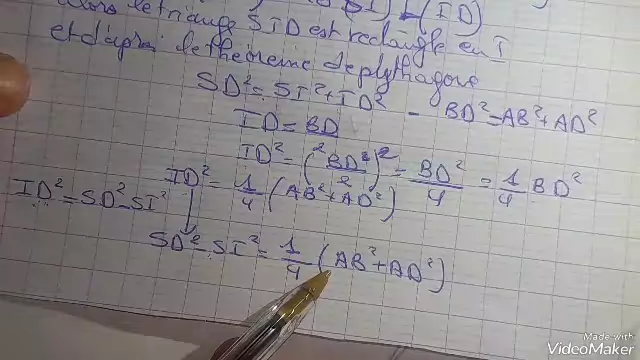 (ID)
Alors le triangle SID est rectangle en I
et d'après le théorème de pythagore
SD² = SI² + ID² - BD² = AB² + AD²
ID = BD
ID² = (BD²/2)² = BD²/4 = 1/4 BD²
ID² = SD² - SI² ID² = 1/4 (AB² + AD²)
SD² - SI² = 1/4 (AB² + AD²)
Made with
VideoMaker